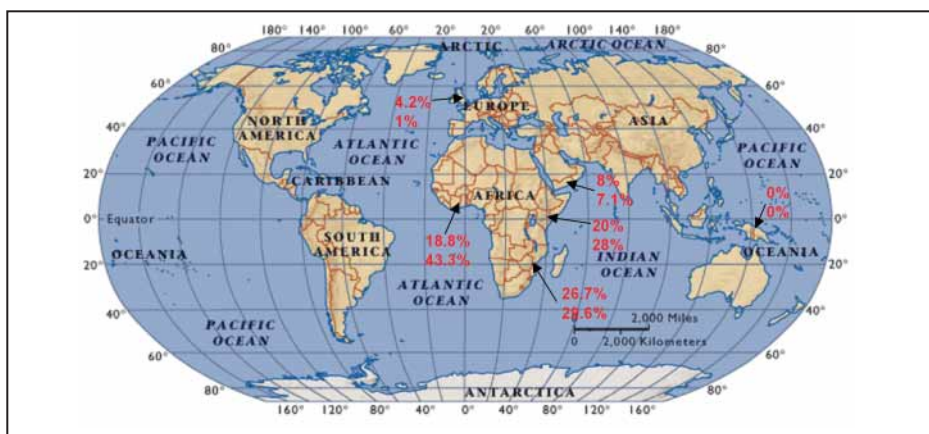 180° 140° 100° 60° 20° 20° 60° 100° 140° 180°
ARCTIC
ARCTIC OCEAN
80° 80°
60° 60°
4.2%
1%
EUROPE
NORTH
AMERICA
ASIA
40° 40°
PACIFIC
OCEAN
ATLANTIC
OCEAN
PACIFIC
OCEAN
20° 20°
CARIBBEAN
AFRICA
8%
7.1%
0%
0%
0° Equator 0°
20%
28%
18.8%
43.3%
SOUTH
AMERICA
INDIAN
OCEAN
OCEANIA
OCEANIA
20° 20°
ATLANTIC
OCEAN
26.7%
29.6%
0 2,000 Miles
0 2,000 Kilometers
40° 40°
PACIFIC
OCEAN
60° 60°
80° 80°
ANTARCTICA
160° 120° 80° 40° 0° 40° 80° 120° 160°